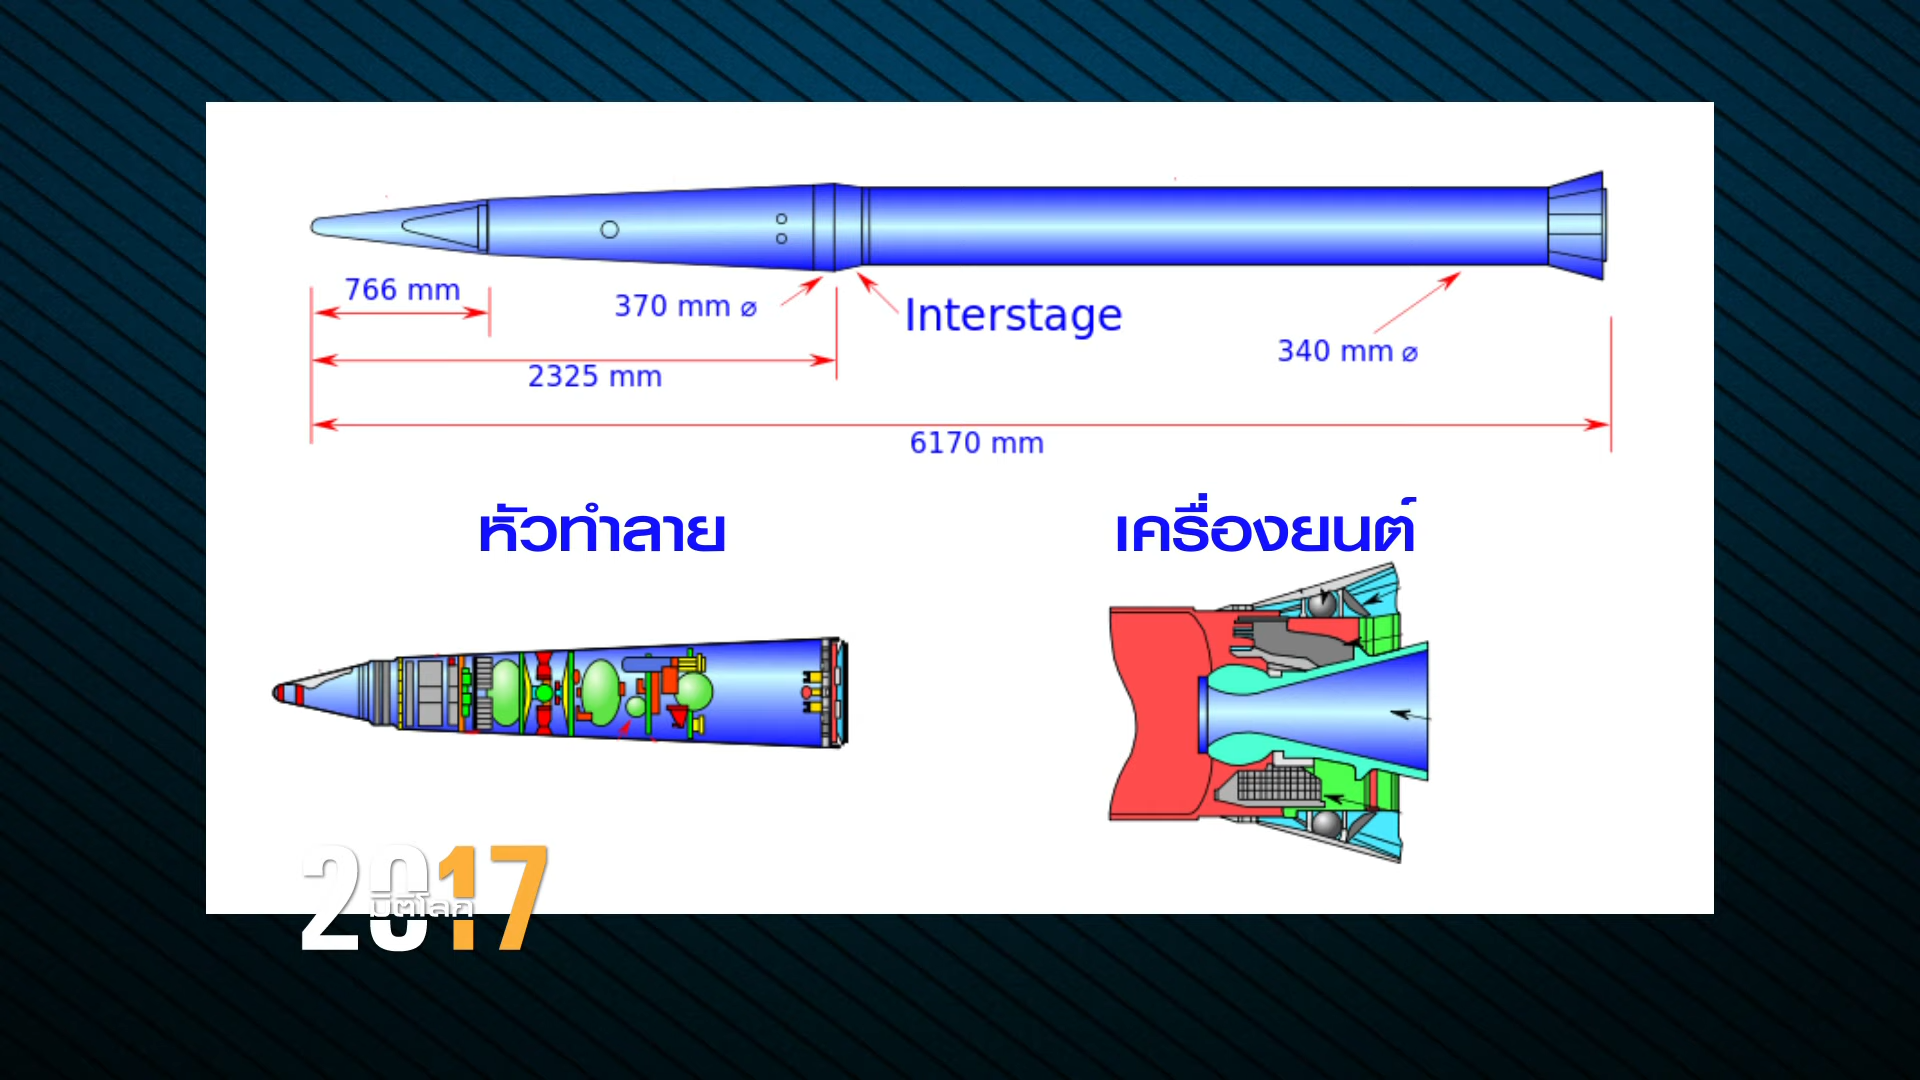 766 mm
370 mm ⌀
Interstage
340 mm ⌀
2325 mm
6170 mm
หัวทำลาย
เครื่องยนต์
2017
มิติโลก